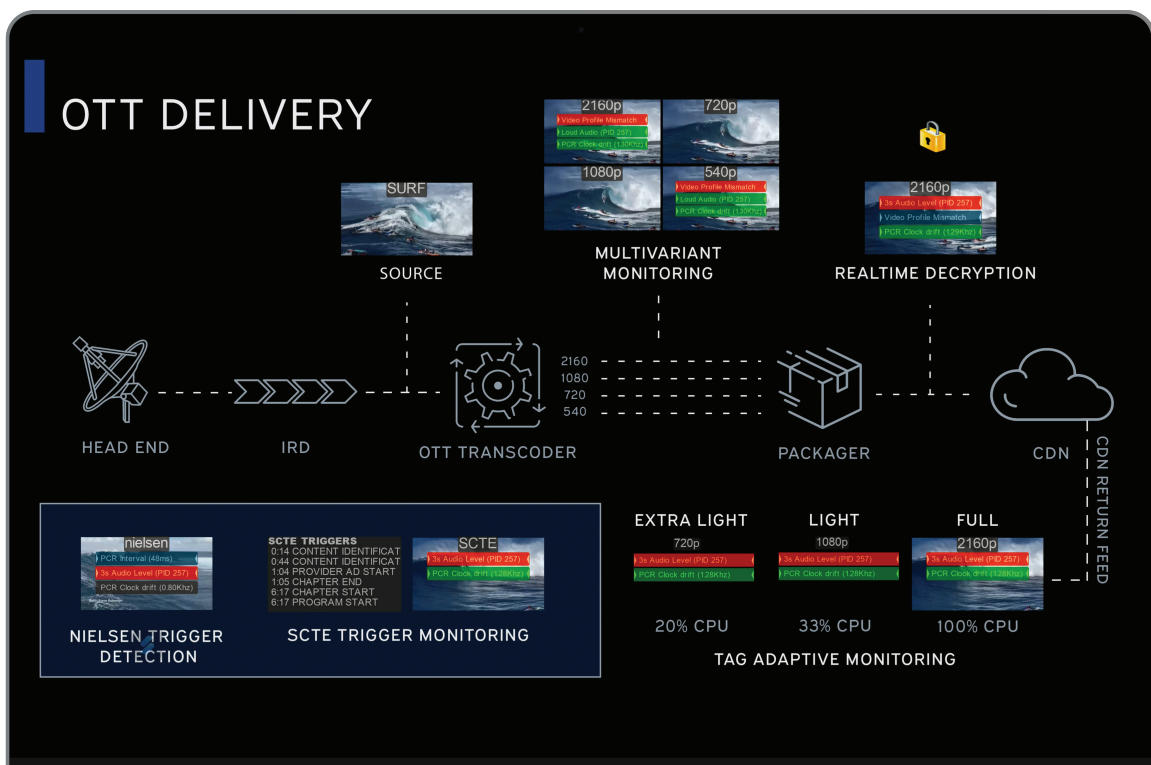 OTT DELIVERY
SURF
SOURCE
2160p
Video Profile Mismatch
Loud Audio (PID 257)
PCR Clock drift (130Khz)
720p
1080p
540p
Video Profile Mismatch
Loud Audio (PID 257)
PCR Clock drift (130Khz)
MULTIVARIANT
MONITORING
2160p
3s Audio Level (PID 257)
Video Profile Mismatch
PCR Clock drift (129Khz)
REALTIME DECRYPTION
HEAD END
IRD
OTT TRANSCODER
2160
1080
720
540
PACKAGER
CDN
CDN RETURN FEED
nielsen
PCR Interval (48ms)
3s Audio Level (PID 257)
PCR Clock drift (0.80Khz)
NIELSEN TRIGGER
DETECTION
SCTE TRIGGERS
0:14 CONTENT IDENTIFICAT
0:44 CONTENT IDENTIFICAT
1:04 PROVIDER AD START
1:05 CHAPTER END
6:17 CHAPTER START
6:17 PROGRAM START
SCTE
3s Audio Level (PID 257)
PCR Clock drift (128Khz)
SCTE TRIGGER MONITORING
EXTRA LIGHT
720p
3s Audio Level (PID 257)
PCR Clock drift (128Khz)
20% CPU
LIGHT
1080p
3s Audio Level (PID 257)
PCR Clock drift (128Khz)
33% CPU
FULL
2160p
3s Audio Level (PID 257)
PCR Clock drift (128Khz)
100% CPU
TAG ADAPTIVE MONITORING